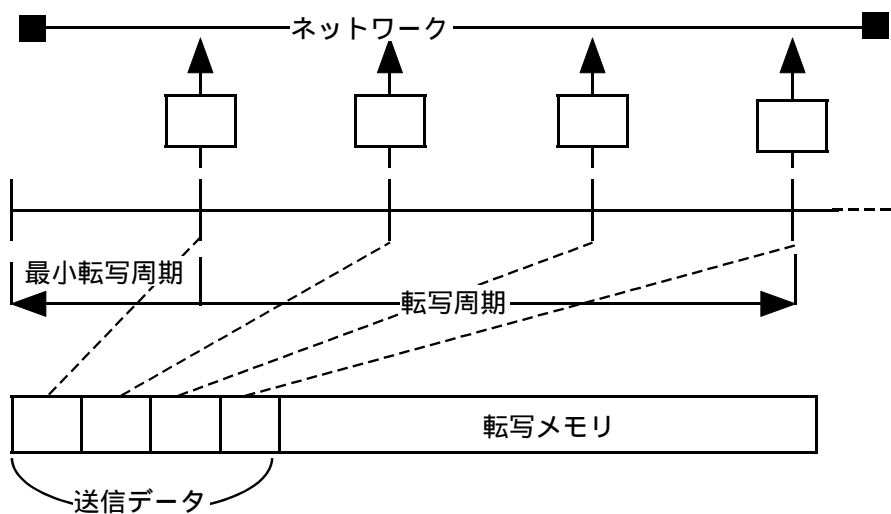 ネットワーク
最小転写周期
転写周期
転写メモリ
送信データ